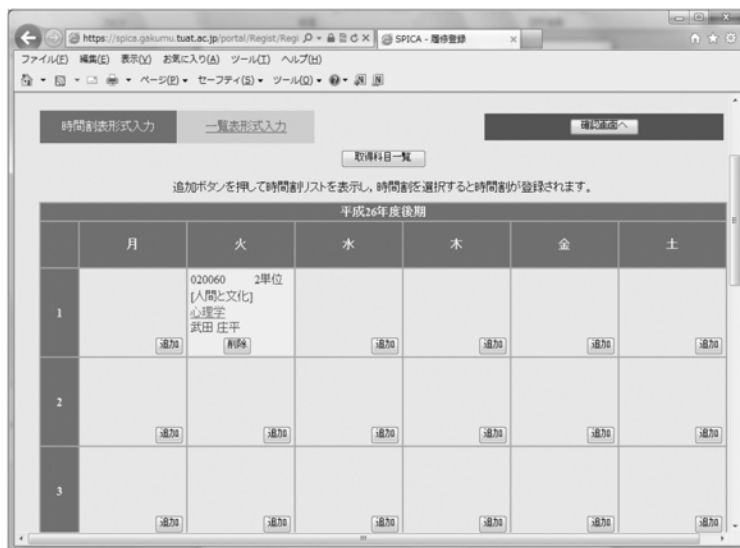 https://spica.gakumu.tuat.ac.jp/portal/Regist/Regi
SPICA - 履修登録
ファイル(F) 編集(E) 表示(V) お気に入り(A) ツール(T) ヘルプ(H)
ページ(P) セーフティ(S) ツール(O)
時間割表形式入力 一覧表形式入力 確認画面へ
取得科目一覧
追加ボタンを押して時間割リストを表示し，時間割を選択すると時間割が登録されます。
平成26年度後期
月 火 水 木 金 土
1
020060 2単位
[人間と文化]
心理学
武田 庄平
追加 削除 追加 追加 追加 追加
2
追加 追加 追加 追加 追加 追加
3
追加 追加 追加 追加 追加 追加